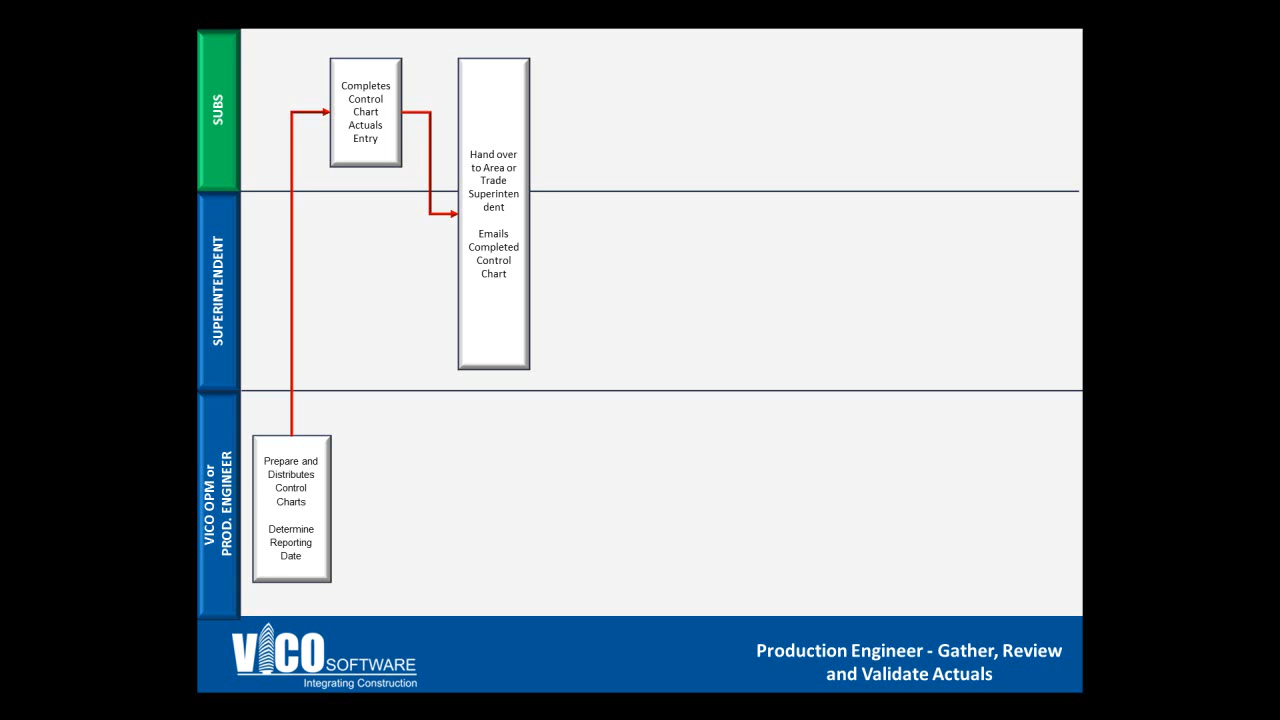 SUBS
Completes
Control
Chart
Actuals
Entry
Hand over
to Area or
Trade
Superinten
dent
Emails
Completed
Control
Chart
SUPERINTENDENT
VICO OPM or
PROD. ENGINEER
Prepare and
Distributes
Control
Charts
Determine
Reporting
Date
VICO SOFTWARE
Integrating Construction
Production Engineer - Gather, Review
and Validate Actuals